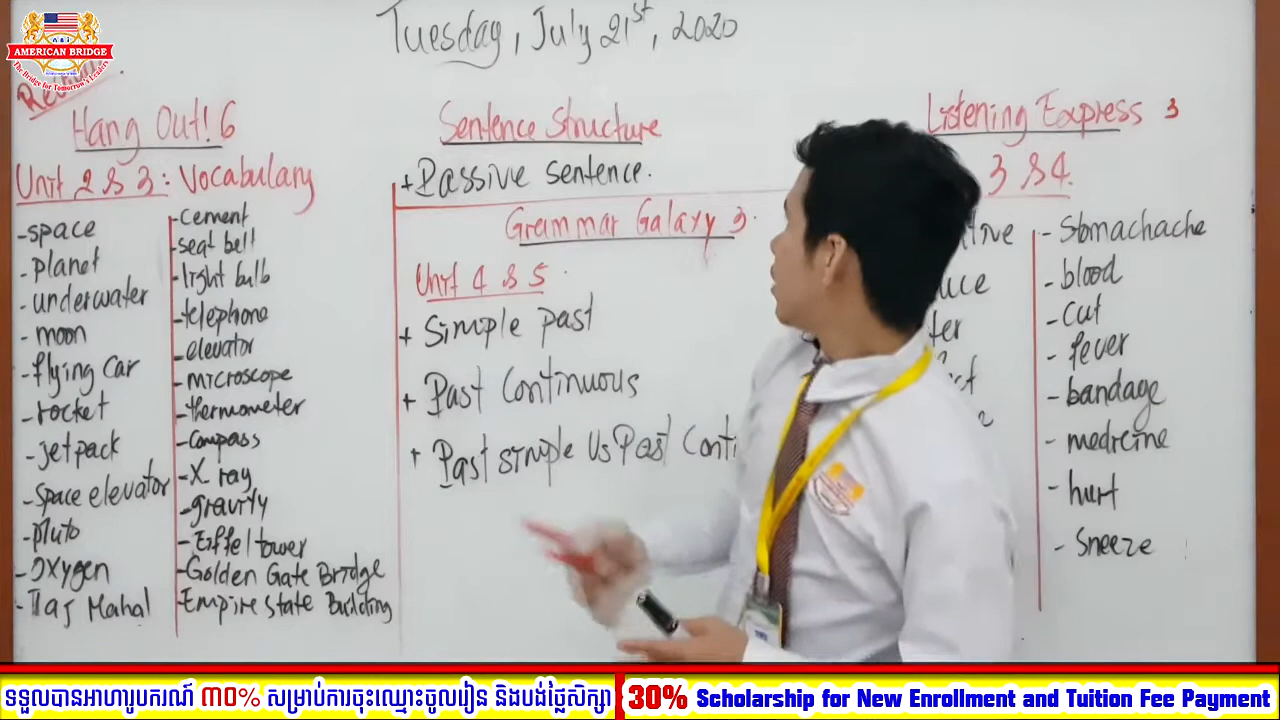 AMERICAN BRIDGE
The Bridge for Tomorrow's Leaders
Tuesday, July 21st, 2020
Hang Out! 6
Unit 2 & 3 : Vocabulary
- space
- planet
- underwater
- moon
- flying car
- rocket
- jetpack
- space elevator
- pluto
- Oxygen
- Taj Mahal
- cement
- seat belt
- light bulb
- telephone
- elevator
- microscope
- thermometer
- compass
- X ray
- gravity
- Eiffel tower
- Golden Gate Bridge
- Empire State Building
Sentence Structure
+ Passive sentence.
Grammar Galaxy 3.
Unit 4 & 5.
+ Simple past
+ Past Continuous
+ Past simple Vs Past Conti
Listening Express 3
3 & 4.
- Stomachache
- blood
- Cut
- fever
- bandage
- medicine
- hurt
- Sneeze
ទទួលបានអាហារូបករណ៍ ៣០% សម្រាប់ការចុះឈ្មោះចូលរៀន និងបង់ថ្លៃសិក្សា
30% Scholarship for New Enrollment and Tuition Fee Payment